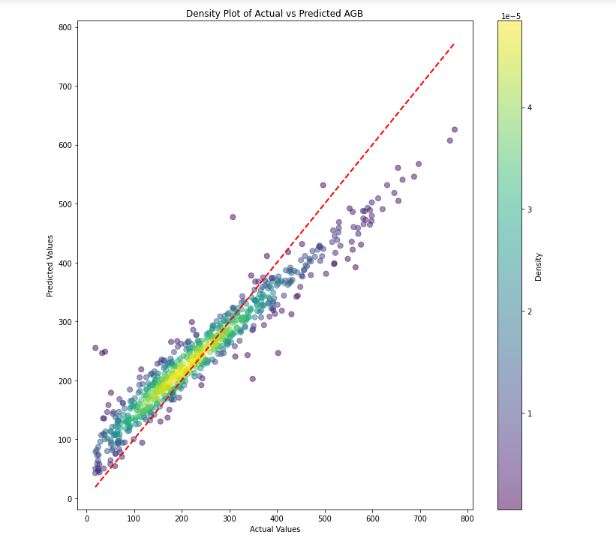 Density Plot of Actual vs Predicted AGB
1e−5
800
700
600
500
400
300
200
100
0
Predicted Values
0 100 200 300 400 500 600 700 800
Actual Values
4
3
2
1
Density